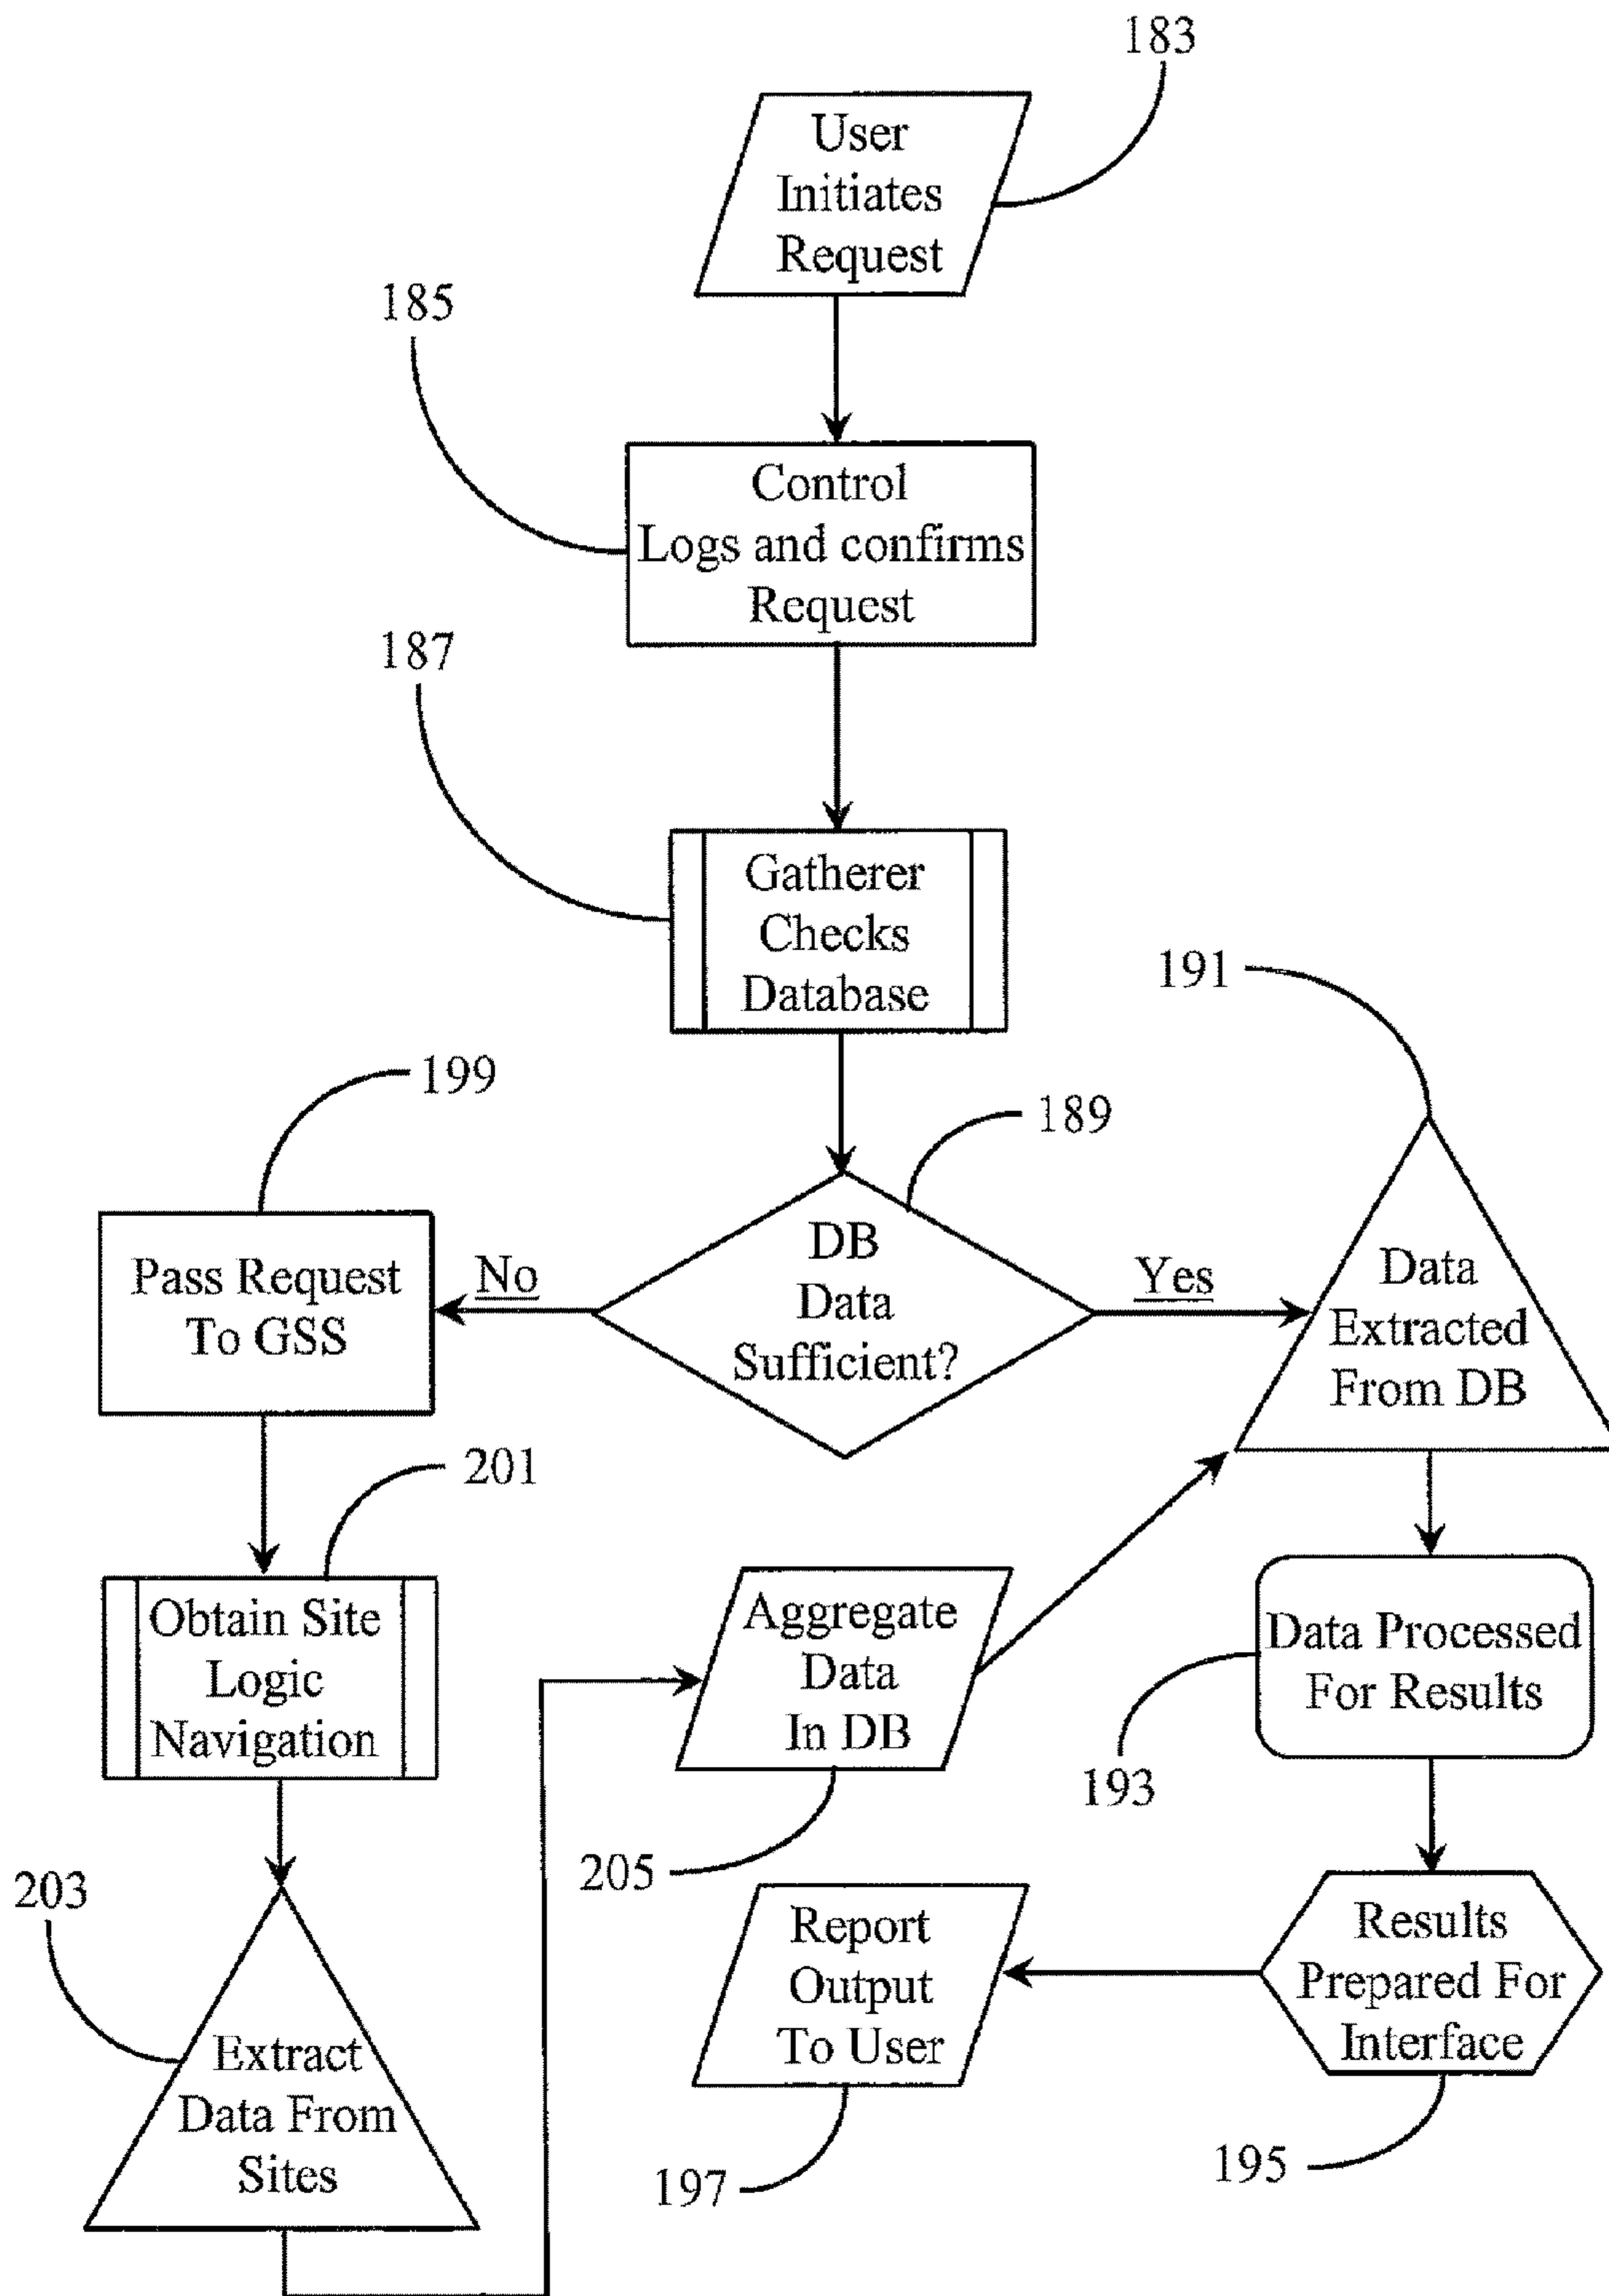 183
User
Initiates
Request
185
Control
Logs and confirms
Request
187
Gatherer
Checks
Database
191
199
189
DB
Data
Sufficient?
No
Yes
Pass Request
To GSS
Data
Extracted
From DB
201
Obtain Site
Logic
Navigation
Aggregate
Data
In DB
Data Processed
For Results
193
205
203
Report
Output
To User
Results
Prepared For
Interface
Extract
Data From
Sites
197
195